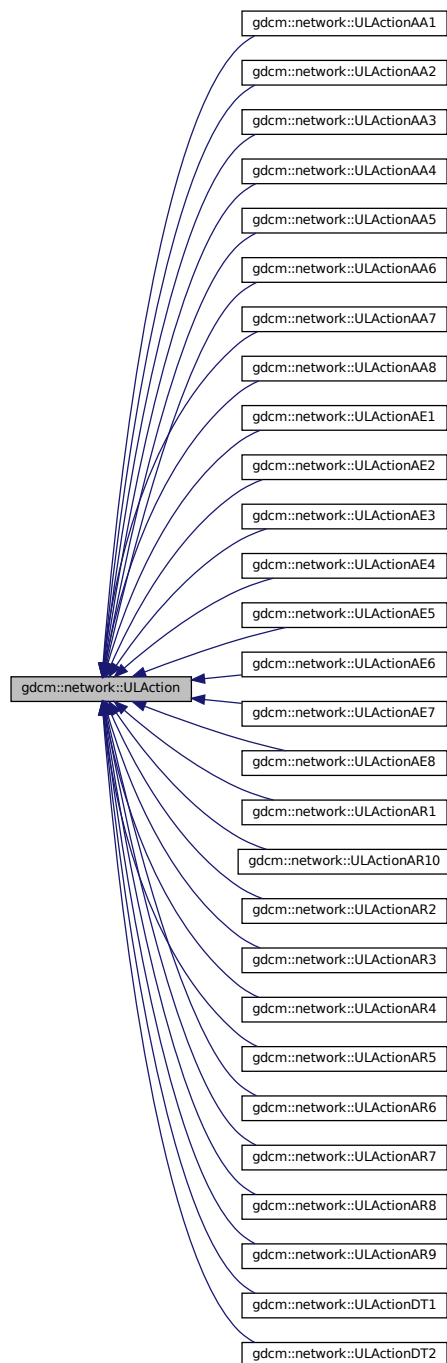 gdcm::network::ULActionAA1
gdcm::network::ULActionAA2
gdcm::network::ULActionAA3
gdcm::network::ULActionAA4
gdcm::network::ULActionAA5
gdcm::network::ULActionAA6
gdcm::network::ULActionAA7
gdcm::network::ULActionAA8
gdcm::network::ULActionAE1
gdcm::network::ULActionAE2
gdcm::network::ULActionAE3
gdcm::network::ULActionAE4
gdcm::network::ULActionAE5
gdcm::network::ULActionAE6
gdcm::network::ULAction
gdcm::network::ULActionAE7
gdcm::network::ULActionAE8
gdcm::network::ULActionAR1
gdcm::network::ULActionAR10
gdcm::network::ULActionAR2
gdcm::network::ULActionAR3
gdcm::network::ULActionAR4
gdcm::network::ULActionAR5
gdcm::network::ULActionAR6
gdcm::network::ULActionAR7
gdcm::network::ULActionAR8
gdcm::network::ULActionAR9
gdcm::network::ULActionDT1
gdcm::network::ULActionDT2